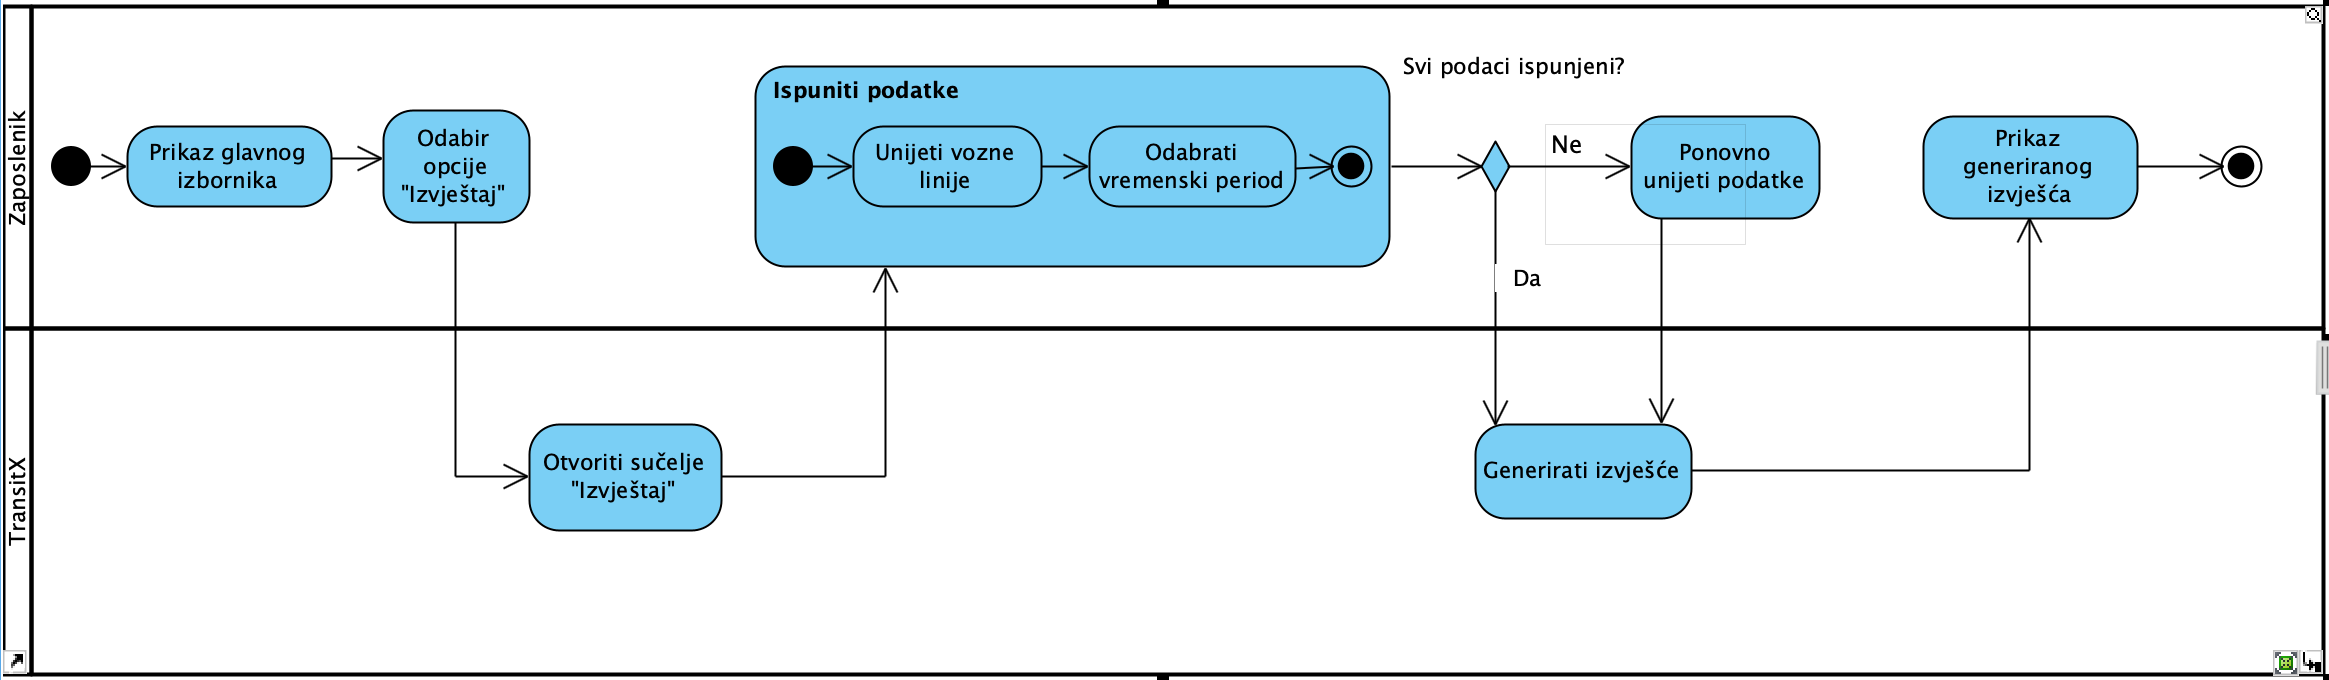 Zaposlenik
Prikaz glavnog
izbornika
Odabir
opcije
"Izvještaj"
Ispuniti podatke
Unijeti vozne
linije
Odabrati
vremenski period
Svi podaci ispunjeni?
Ne
Da
Ponovno
unijeti podatke
Prikaz
generiranog
izvješća
TransitX
Otvoriti sučelje
"Izvještaj"
Generirati izvješće